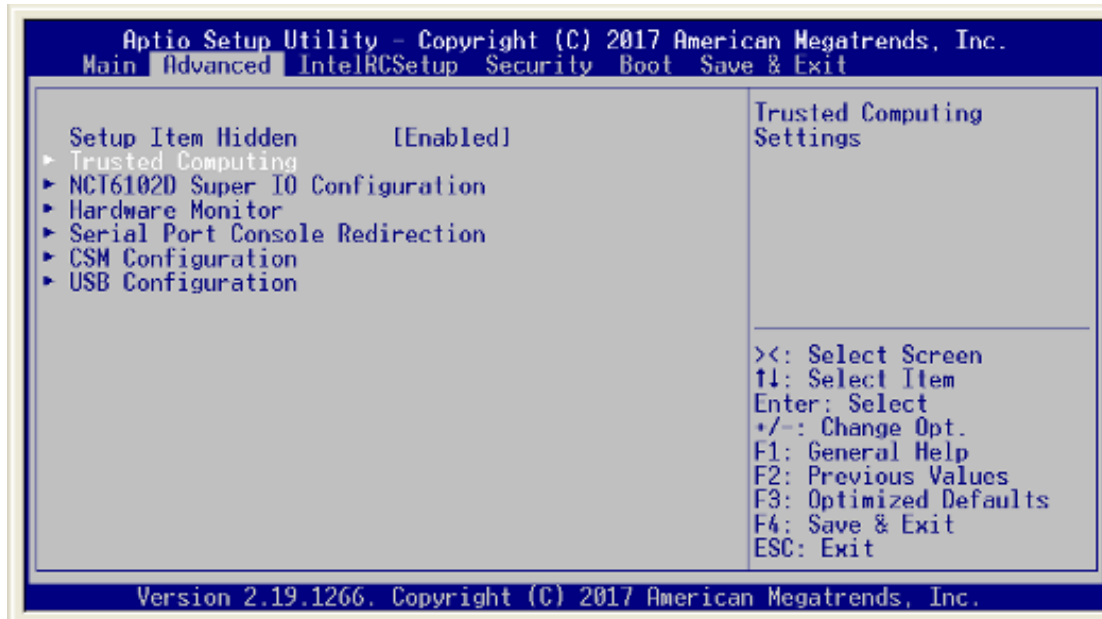 Aptio Setup Utility – Copyright (C) 2017 American Megatrends, Inc.
Main Advanced IntelRCSetup Security Boot Save & Exit
Setup Item Hidden [Enabled]
► Trusted Computing
► NCT6102D Super IO Configuration
► Hardware Monitor
► Serial Port Console Redirection
► CSM Configuration
► USB Configuration
Trusted Computing
Settings
><: Select Screen
↑↓: Select Item
Enter: Select
+/-: Change Opt.
F1: General Help
F2: Previous Values
F3: Optimized Defaults
F4: Save & Exit
ESC: Exit
Version 2.19.1266. Copyright (C) 2017 American Megatrends, Inc.